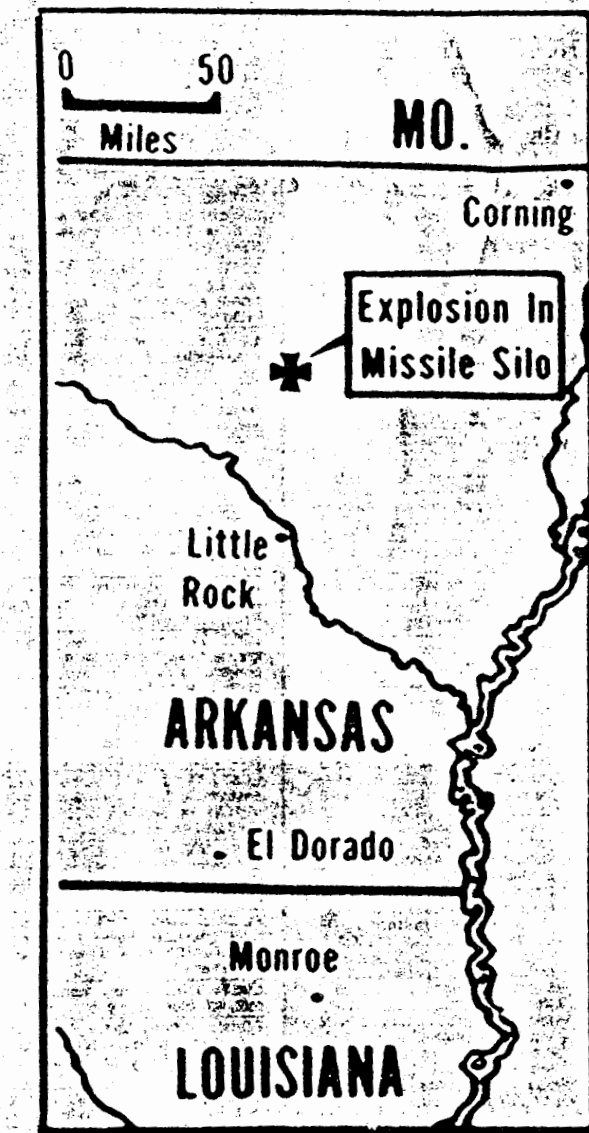 0 50
Miles
MO.
Corning
Explosion In
Missile Silo
Little
Rock
ARKANSAS
El Dorado
Monroe
LOUISIANA